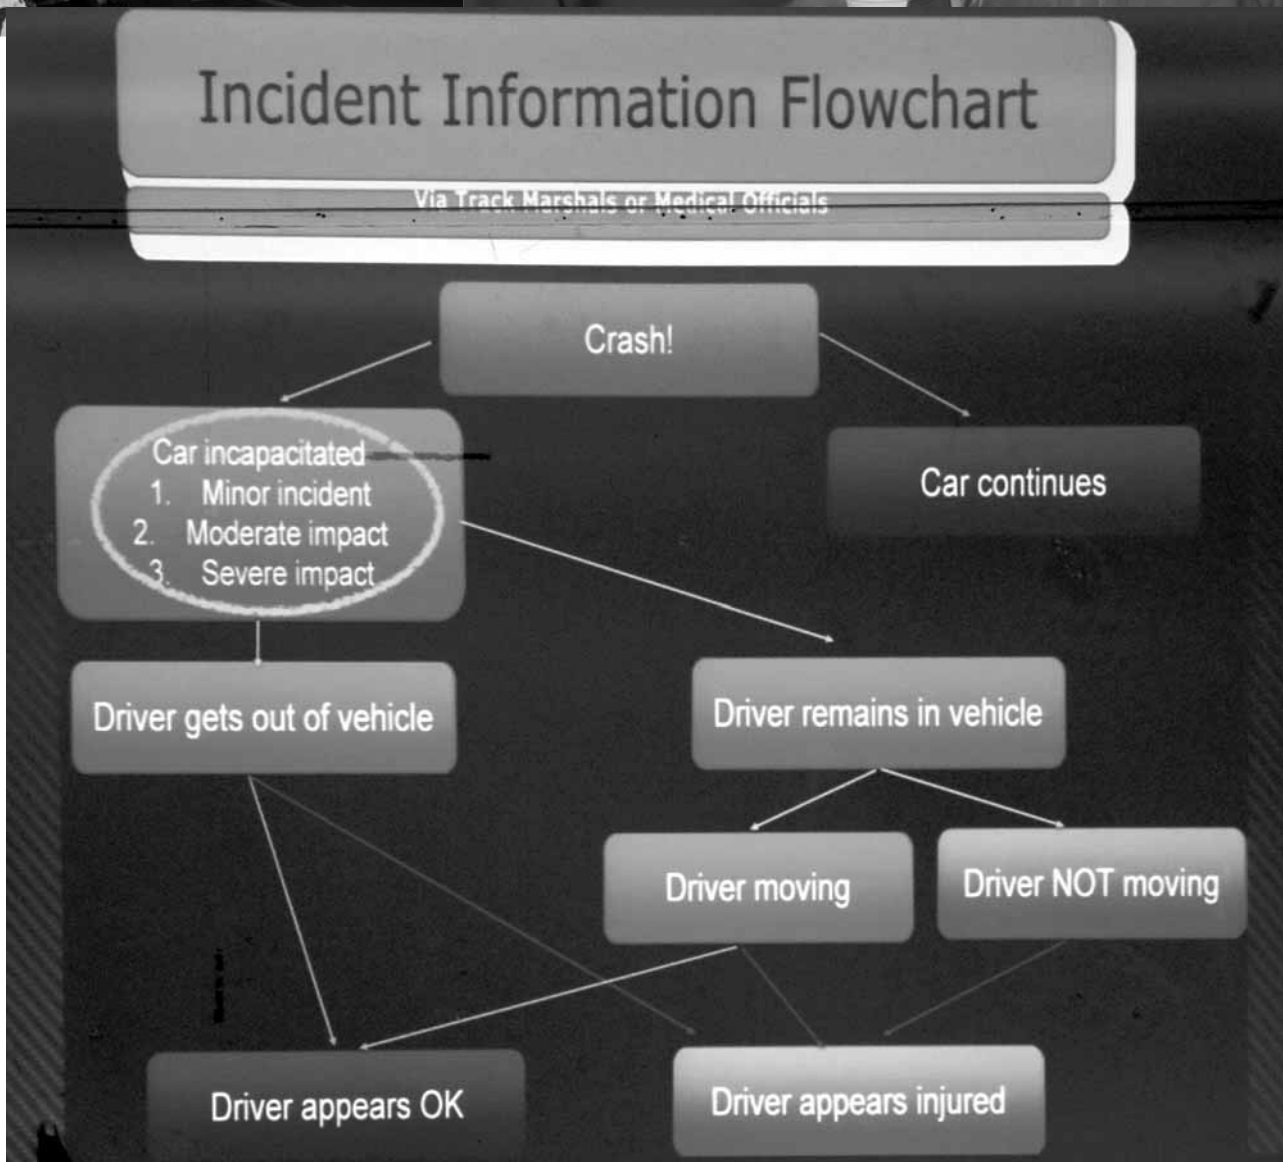 Incident Information Flowchart
Via Track Marshals or Medical Officials
Crash!
Car incapacitated
1. Minor incident
2. Moderate impact
3. Severe impact
Car continues
Driver gets out of vehicle
Driver remains in vehicle
Driver moving
Driver NOT moving
Driver appears OK
Driver appears injured